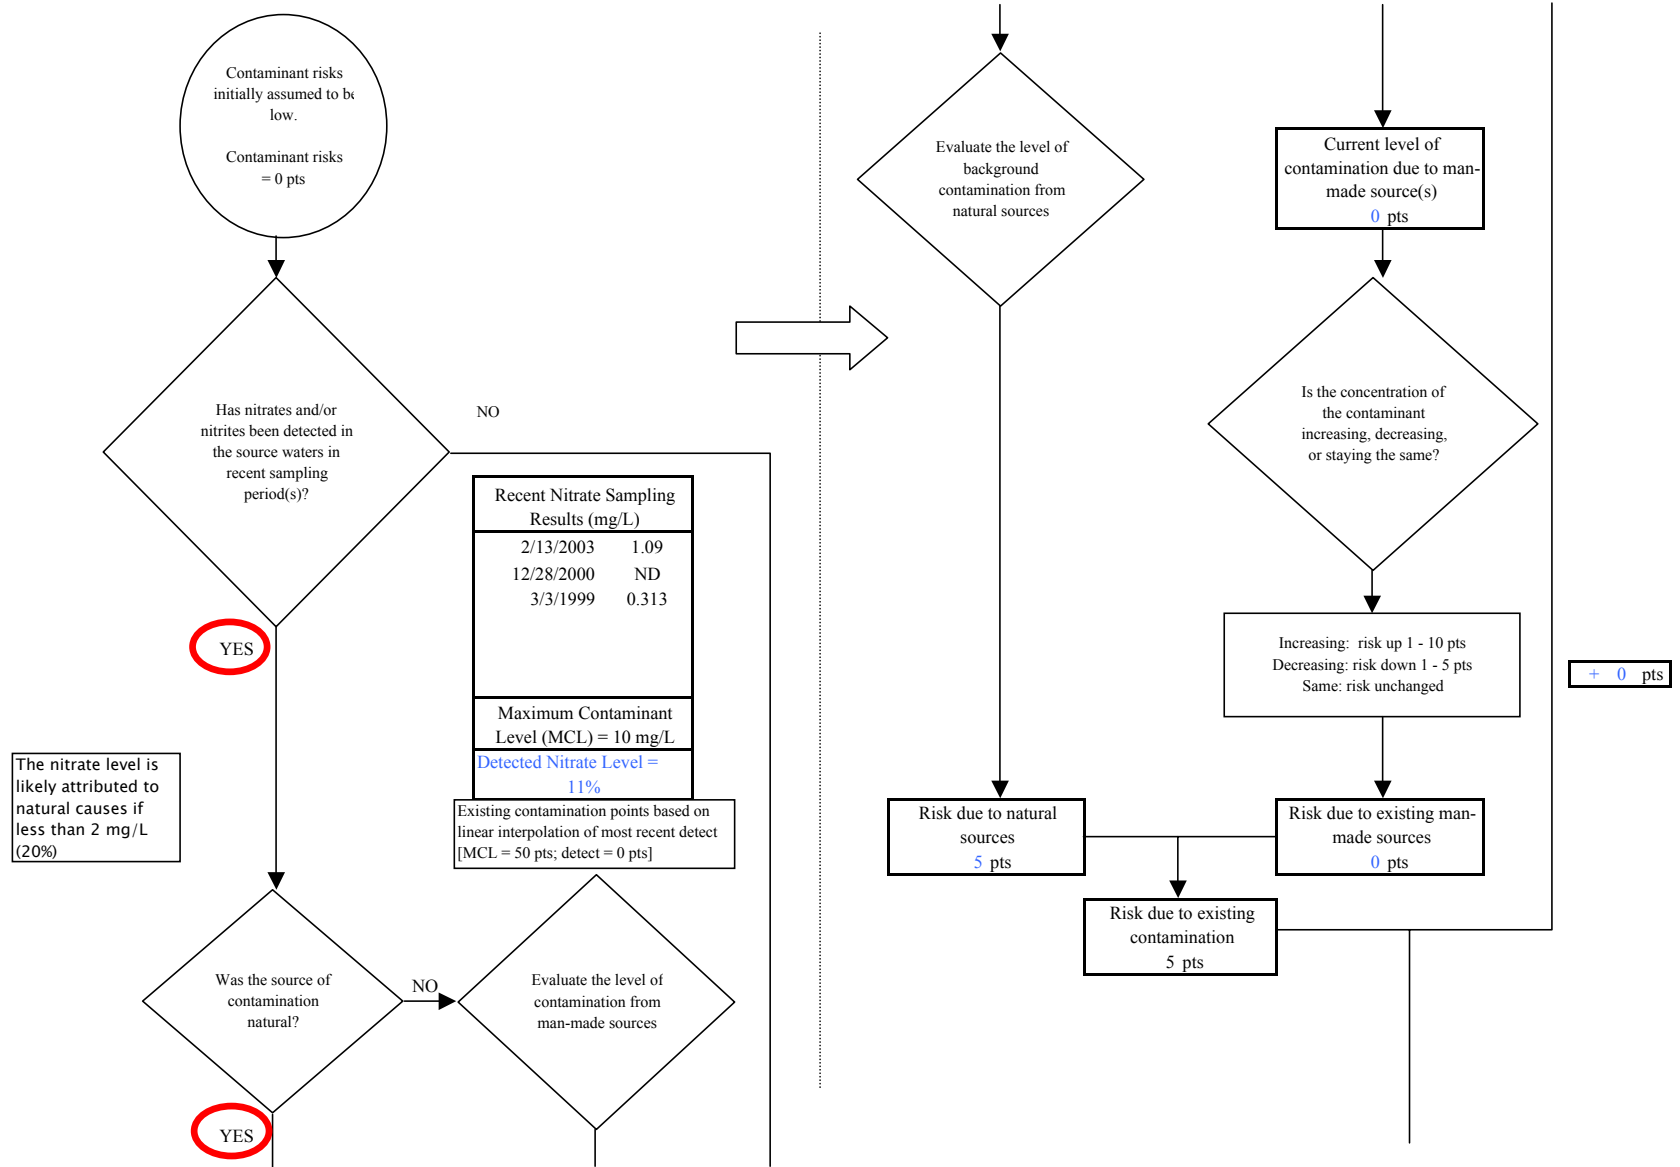 Contaminant risks
initially assumed to be
low.
Contaminant risks
= 0 pts
Has nitrates and/or
nitrites been detected in
the source waters in
recent sampling
period(s)?
NO
YES
Recent Nitrate Sampling
Results (mg/L)
2/13/2003 1.09
12/28/2000 ND
3/3/1999 0.313
Maximum Contaminant
Level (MCL) = 10 mg/L
Detected Nitrate Level =
11%
Existing contamination points based on
linear interpolation of most recent detect
[MCL = 50 pts; detect = 0 pts]
The nitrate level is
likely attributed to
natural causes if
less than 2 mg/L
(20%)
Was the source of
contamination
natural?
NO
Evaluate the level of
contamination from
man-made sources
YES
Evaluate the level of
background
contamination from
natural sources
Current level of
contamination due to man-
made source(s)
0 pts
Is the concentration of
the contaminant
increasing, decreasing,
or staying the same?
Increasing: risk up 1 - 10 pts
Decreasing: risk down 1 - 5 pts
Same: risk unchanged
+ 0 pts
Risk due to natural
sources
5 pts
Risk due to existing man-
made sources
0 pts
Risk due to existing
contamination
5 pts